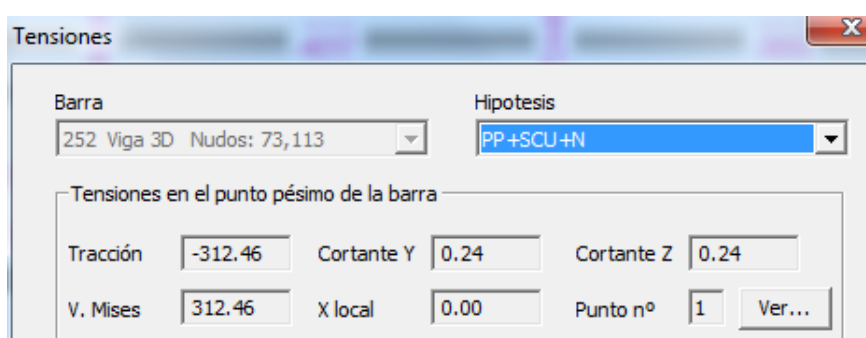 Tensiones
Barra Hipotesis
252 Viga 3D Nudos: 73,113 PP+SCU+N
Tensiones en el punto pésimo de la barra
Tracción -312.46 Cortante Y 0.24 Cortante Z 0.24
V. Mises 312.46 X local 0.00 Punto nº 1 Ver...